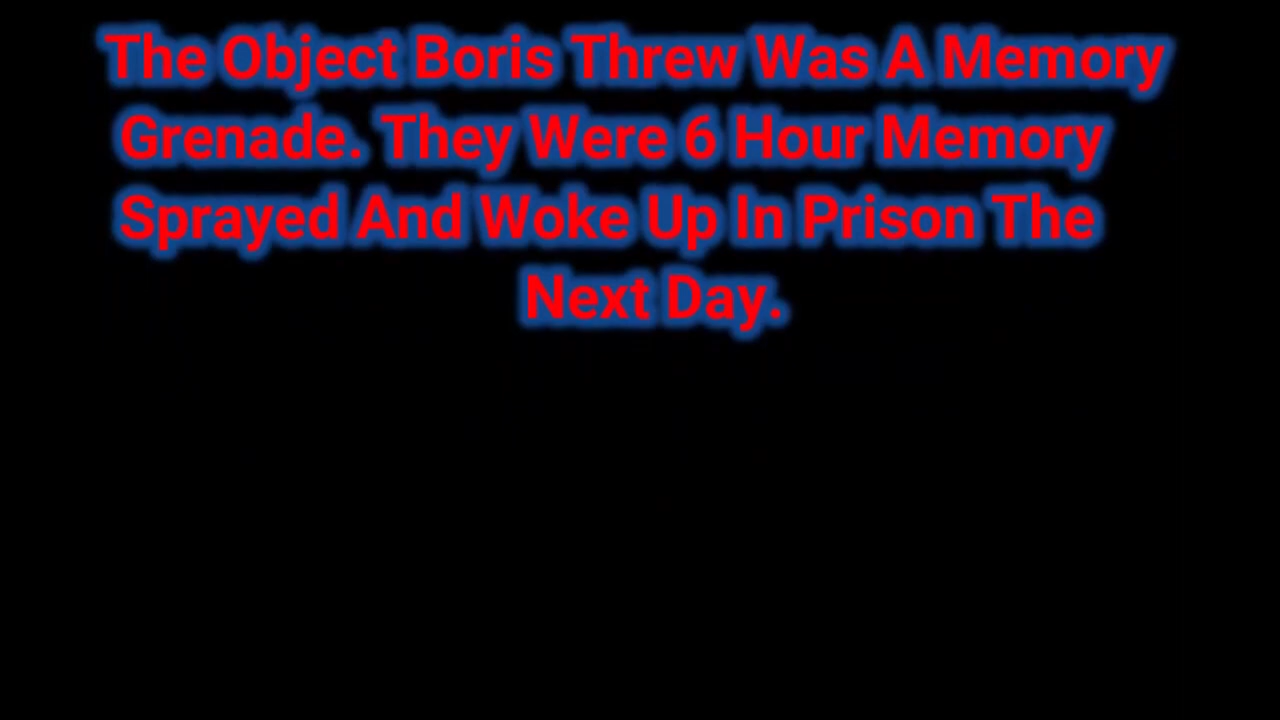 The Object Boris Threw Was A Memory
Grenade. They Were 6 Hour Memory
Sprayed And Woke Up In Prison The
Next Day.